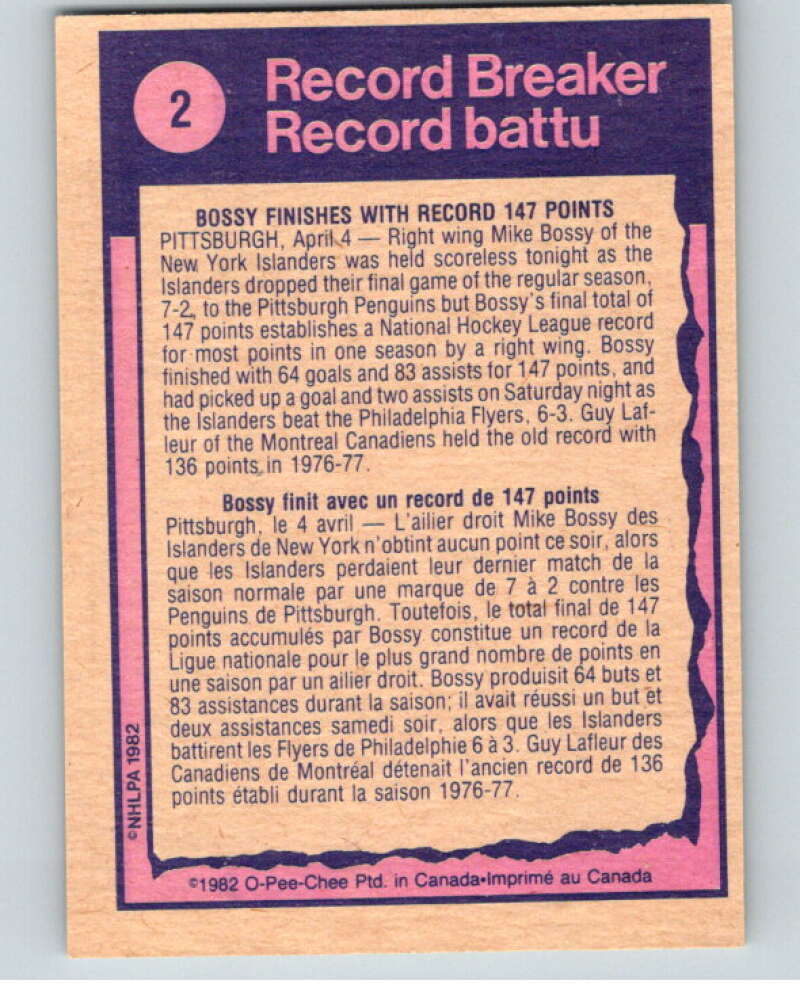 2
Record Breaker
Record battu
BOSSY FINISHES WITH RECORD 147 POINTS
PITTSBURGH, April 4 — Right wing Mike Bossy of the
New York Islanders was held scoreless tonight as the
Islanders dropped their final game of the regular season,
7-2, to the Pittsburgh Penguins but Bossy's final total of
147 points establishes a National Hockey League record
for most points in one season by a right wing. Bossy
finished with 64 goals and 83 assists for 147 points, and
had picked up a goal and two assists on Saturday night as
the Islanders beat the Philadelphia Flyers, 6-3. Guy Laf-
leur of the Montreal Canadiens held the old record with
136 points in 1976-77.
Bossy finit avec un record de 147 points
Pittsburgh, le 4 avril — L'ailier droit Mike Bossy des
Islanders de New York n'obtint aucun point ce soir, alors
que les Islanders perdaient leur dernier match de la
saison normale par une marque de 7 à 2 contre les
Penguins de Pittsburgh. Toutefois, le total final de 147
points accumulés par Bossy constitue un record de la
Ligue nationale pour le plus grand nombre de points en
une saison par un ailier droit. Bossy produisit 64 buts et
83 assistances durant la saison; il avait réussi un but et
deux assistances samedi soir, alors que les Islanders
battirent les Flyers de Philadelphie 6 à 3. Guy Lafleur des
Canadiens de Montréal détenait l'ancien record de 136
points établi durant la saison 1976-77.
©NHLPA 1982
©1982 O-Pee-Chee Ptd. in Canada•Imprimé au Canada